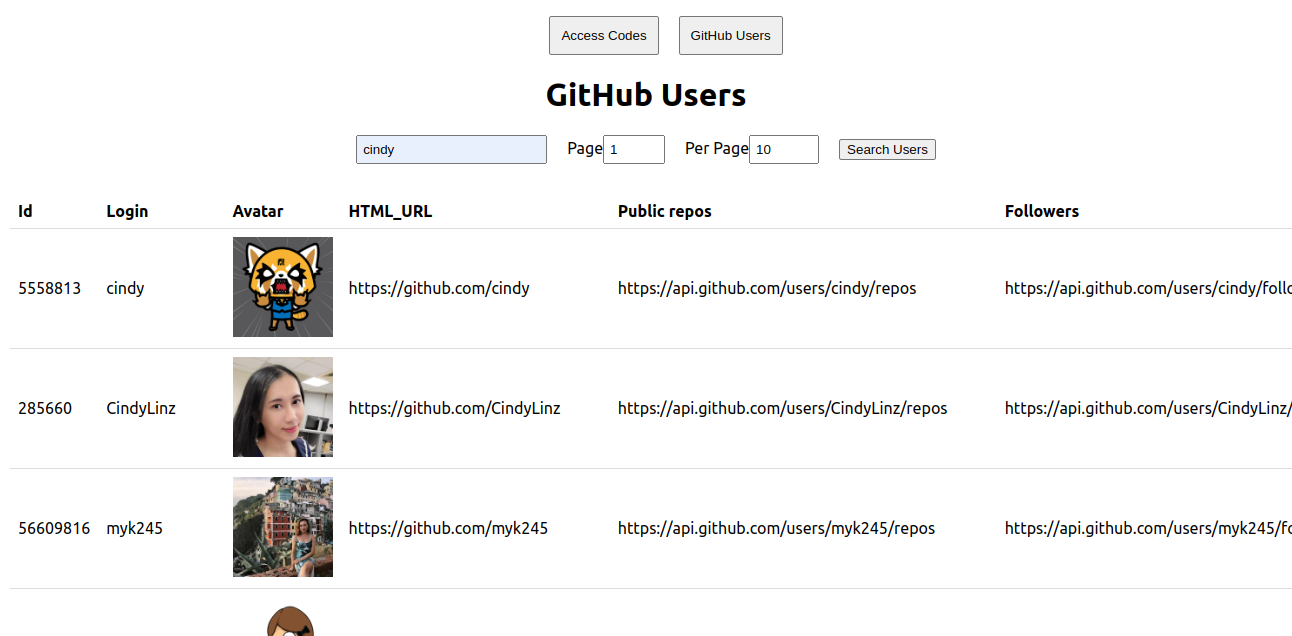 Access Codes GitHub Users
GitHub Users
cindy Page 1 Per Page 10 Search Users
Id Login Avatar HTML_URL Public repos Followers
5558813 cindy https://github.com/cindy https://api.github.com/users/cindy/repos https://api.github.com/users/cindy/follo
285660 CindyLinz https://github.com/CindyLinz https://api.github.com/users/CindyLinz/repos https://api.github.com/users/CindyLinz/
56609816 myk245 https://github.com/myk245 https://api.github.com/users/myk245/repos https://api.github.com/users/myk245/fo